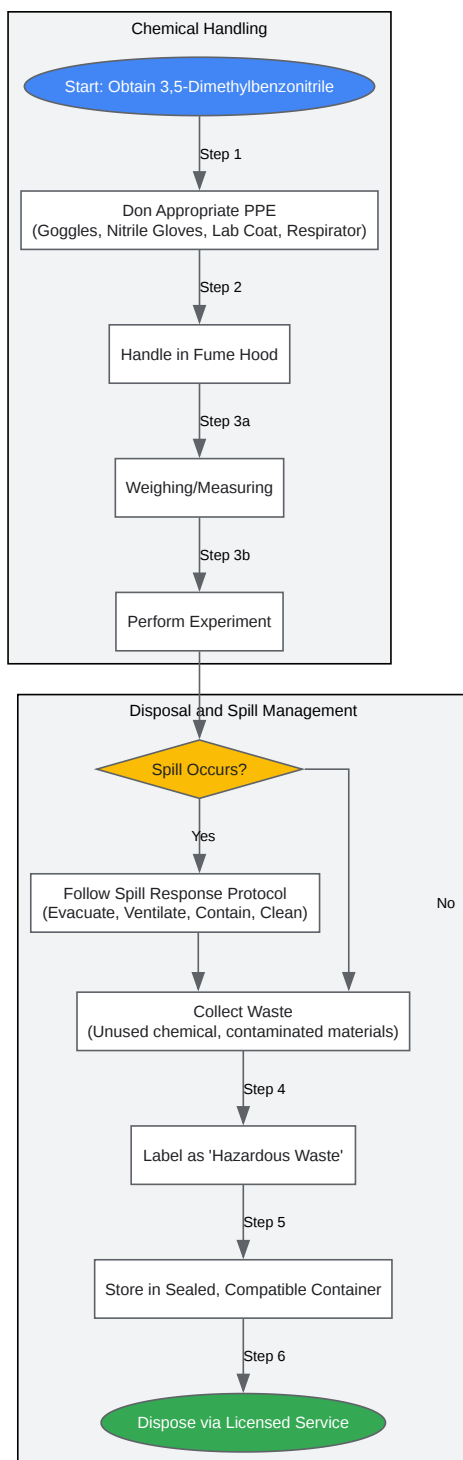 Chemical Handling
Start: Obtain 3,5-Dimethylbenzonitrile
Step 1
Don Appropriate PPE
(Goggles, Nitrile Gloves, Lab Coat, Respirator)
Step 2
Handle in Fume Hood
Step 3a
Weighing/Measuring
Step 3b
Perform Experiment
Disposal and Spill Management
Spill Occurs?
Yes
Follow Spill Response Protocol
(Evacuate, Ventilate, Contain, Clean)
No
Collect Waste
(Unused chemical, contaminated materials)
Step 4
Label as 'Hazardous Waste'
Step 5
Store in Sealed, Compatible Container
Step 6
Dispose via Licensed Service